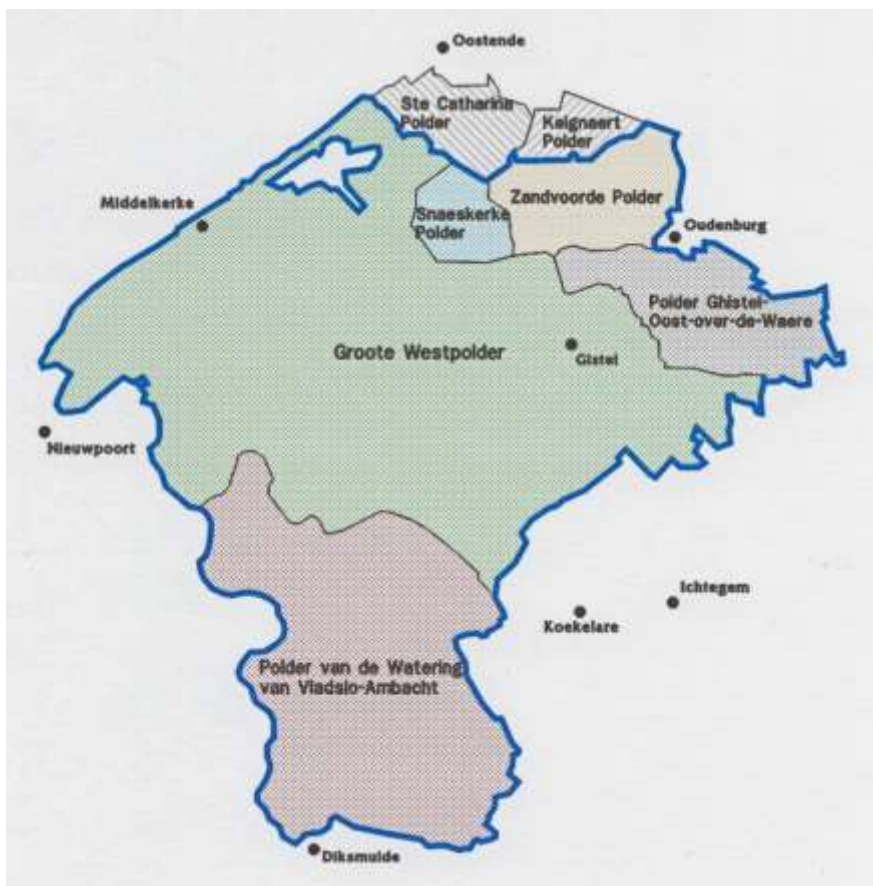 Oostende
Ste Catharina
Polder
Keignaert
Polder
Middelkerke
Snaeskerke
Polder
Zandvoorde Polder
Oudenburg
Polder Ghistel-
Oost-over-de-Waere
Groote Westpolder
Gistel
Nieuwpoort
Ichtegem
Koekelare
Polder van de Watering
van Vladslo-Ambacht
Diksmuide